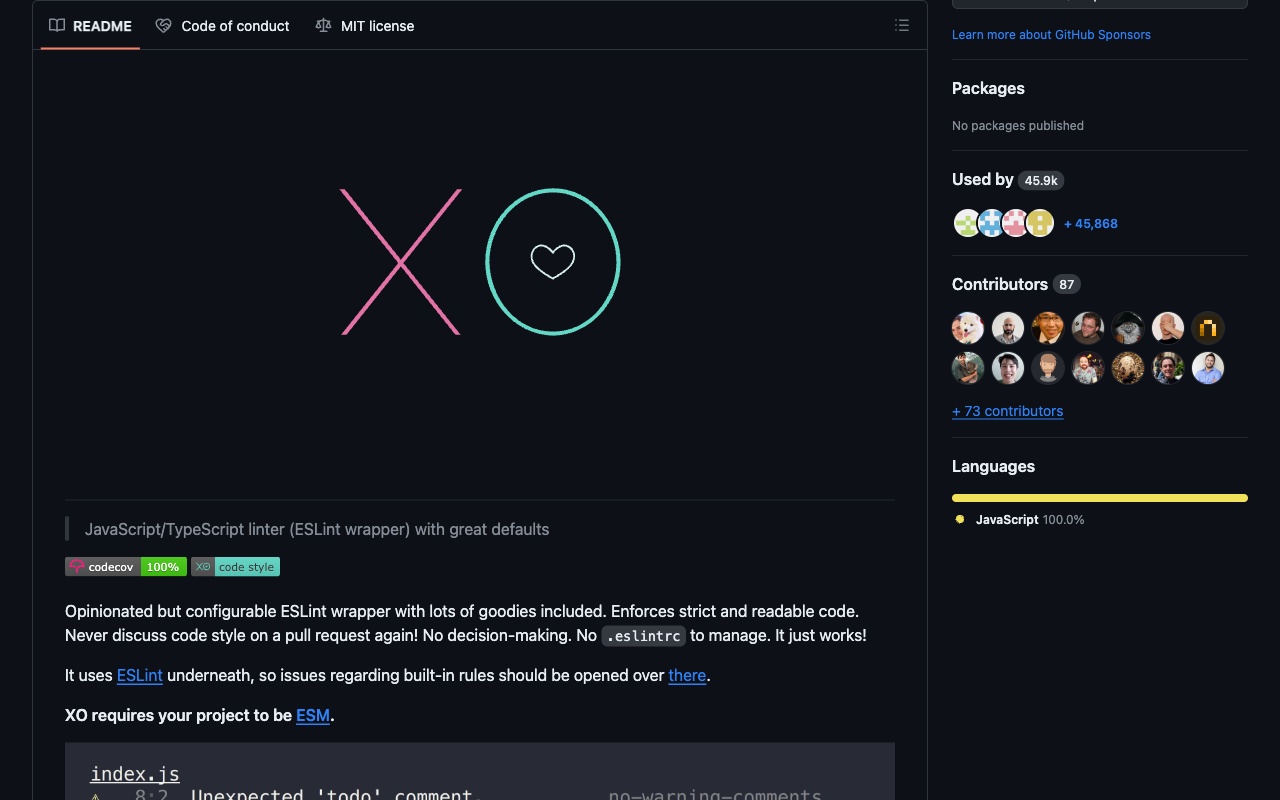 README
Code of conduct
MIT license
XO
JavaScript/TypeScript linter (ESLint wrapper) with great defaults
codecov 100%
XO code style
Opinionated but configurable ESLint wrapper with lots of goodies included. Enforces strict and readable code.
Never discuss code style on a pull request again! No decision-making. No .eslintrc to manage. It just works!
It uses ESLint underneath, so issues regarding built-in rules should be opened over there.
XO requires your project to be ESM.
index.js
8:2 Unexpected 'todo' comment. no-warning-comments
Learn more about GitHub Sponsors
Packages
No packages published
Used by 45.9k
+ 45,868
Contributors 87
+ 73 contributors
Languages
JavaScript 100.0%